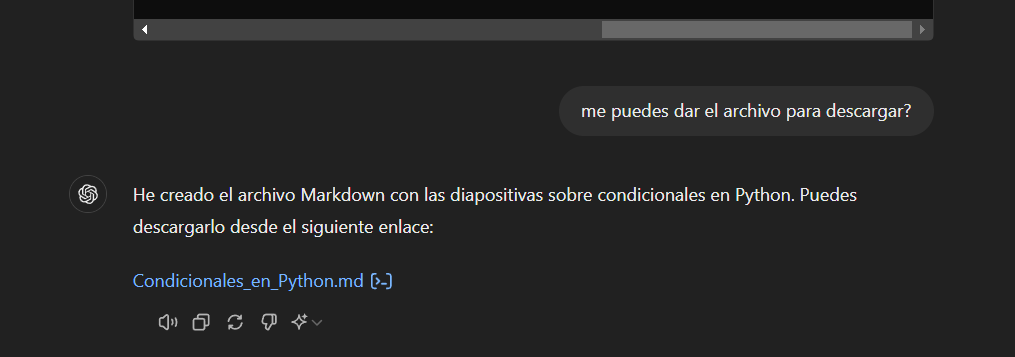 me puedes dar el archivo para descargar?
He creado el archivo Markdown con las diapositivas sobre condicionales en Python. Puedes
descargarlo desde el siguiente enlace:
Condicionales_en_Python.md